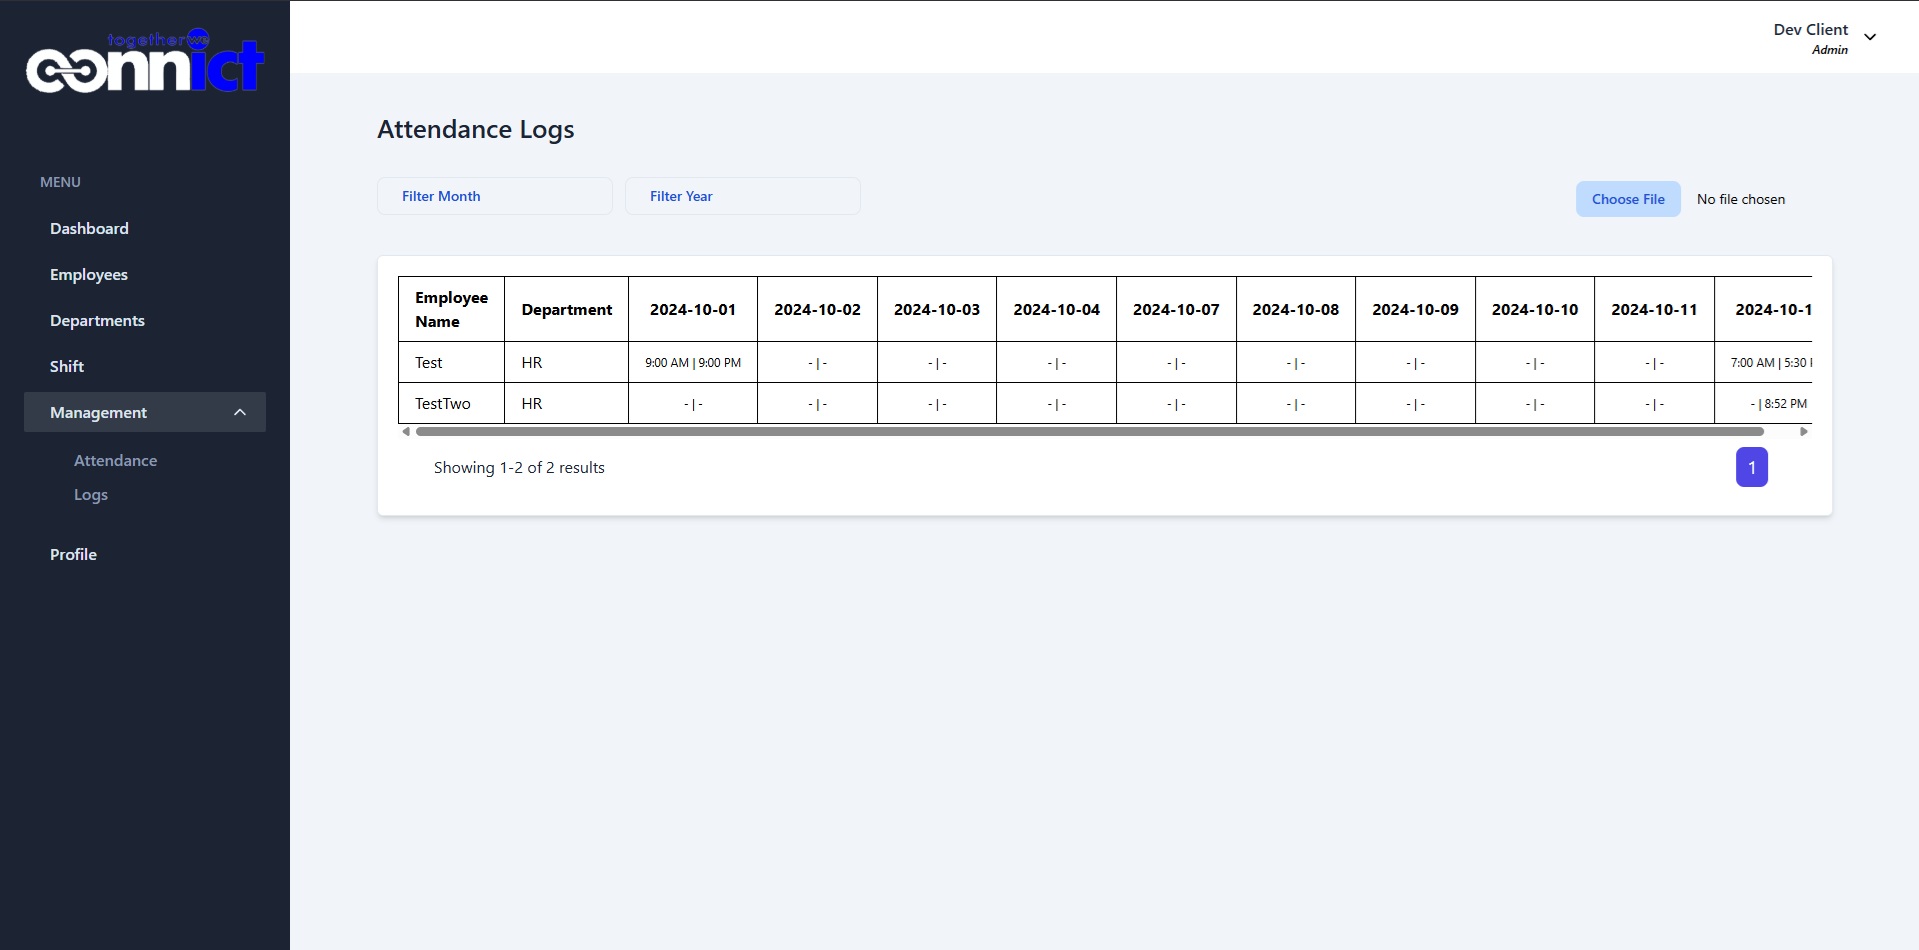 togetherwe
connict
Dev Client
Admin
MENU
Dashboard
Employees
Departments
Shift
Management
Attendance
Logs
Profile
Attendance Logs
Filter Month
Filter Year
Choose File No file chosen
Employee Name Department 2024-10-01 2024-10-02 2024-10-03 2024-10-04 2024-10-07 2024-10-08 2024-10-09 2024-10-10 2024-10-11 2024-10-1
Test HR 9:00 AM | 9:00 PM - | - - | - - | - - | - - | - - | - - | - - | - 7:00 AM | 5:30
TestTwo HR - | - - | - - | - - | - - | - - | - - | - - | - - | - - | 8:52 PM
Showing 1-2 of 2 results
1